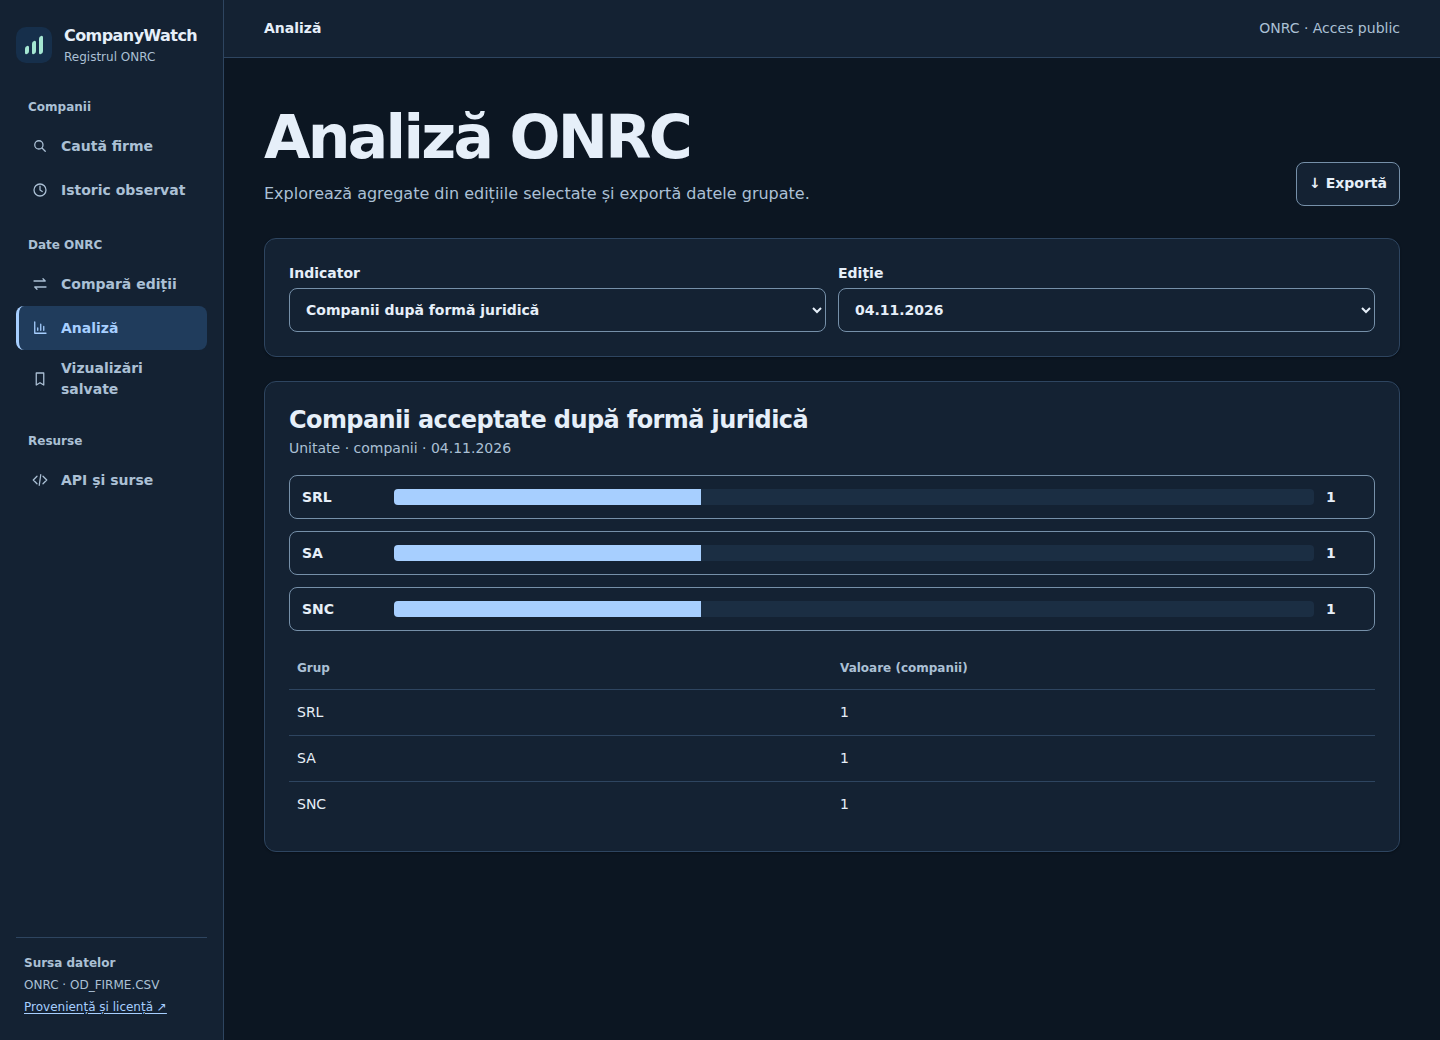 CompanyWatch
Registrul ONRC
Companii
Caută firme
Istoric observat
Date ONRC
Compară ediții
Analiză
Vizualizări
salvate
Resurse
API și surse
Sursa datelor
ONRC · OD_FIRME.CSV
Proveniență și licență ↗
Analiză
ONRC · Acces public
Analiză ONRC
Explorează agregate din edițiile selectate și exportă datele grupate.
↓ Exportă
Indicator
Ediție
Companii după formă juridică
04.11.2026
Companii acceptate după formă juridică
Unitate · companii · 04.11.2026
SRL 1
SA 1
SNC 1
Grup Valoare (companii)
SRL 1
SA 1
SNC 1